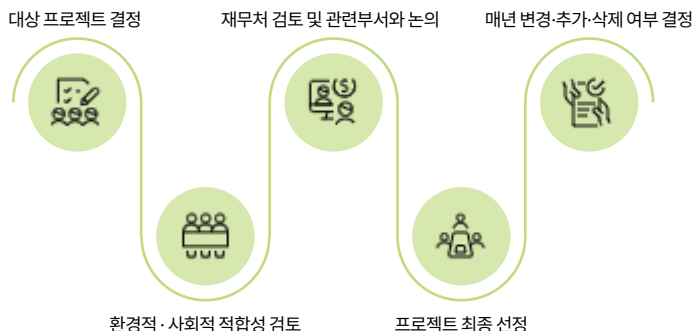 대상 프로젝트 결정
재무처 검토 및 관련부서와 논의
매년 변경·추가·삭제 여부 결정
환경적 · 사회적 적합성 검토
프로젝트 최종 선정